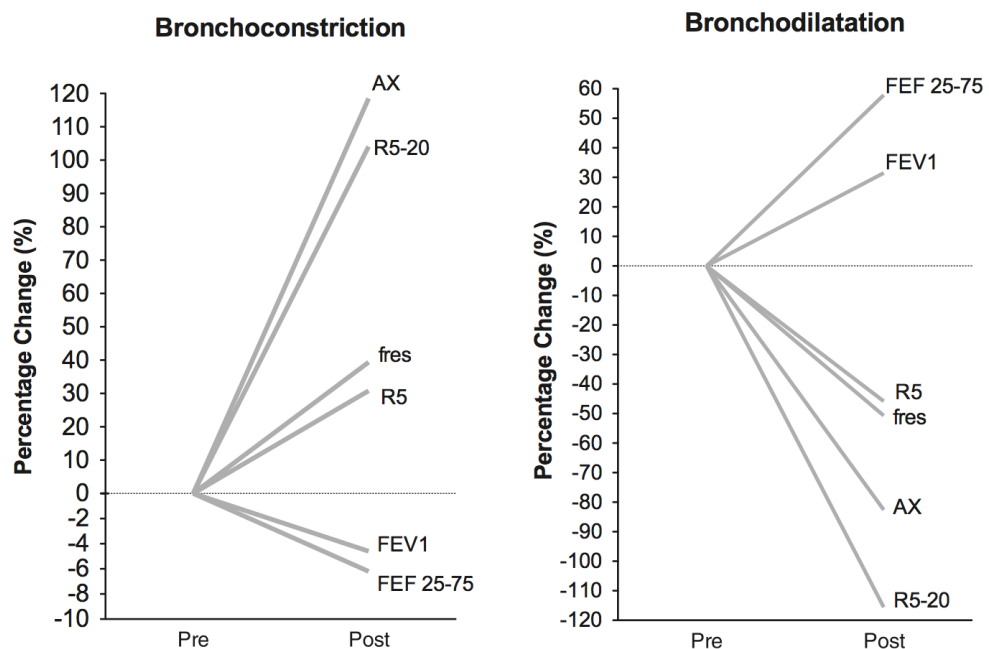 Bronchoconstriction
Percentage Change (%)
120
110
100
90
80
70
60
50
40
30
20
10
0
-2
-4
-6
-8
-10
AX
R5-20
fres
R5
FEV1
FEF 25-75
Pre Post
Bronchodilatation
Percentage Change (%)
60
50
40
30
20
10
0
-10
-20
-30
-40
-50
-60
-70
-80
-90
-100
-110
-120
FEF 25-75
FEV1
R5
fres
AX
R5-20
Pre Post